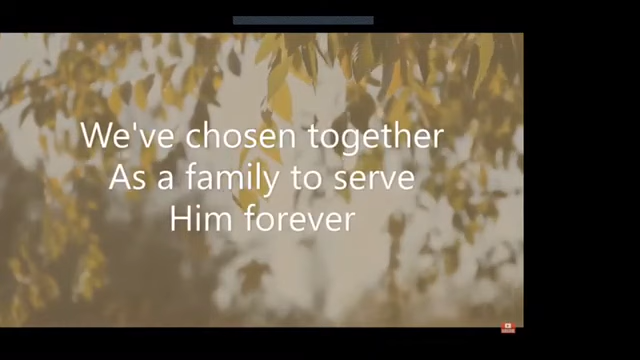 We've chosen together
As a family to serve
Him forever